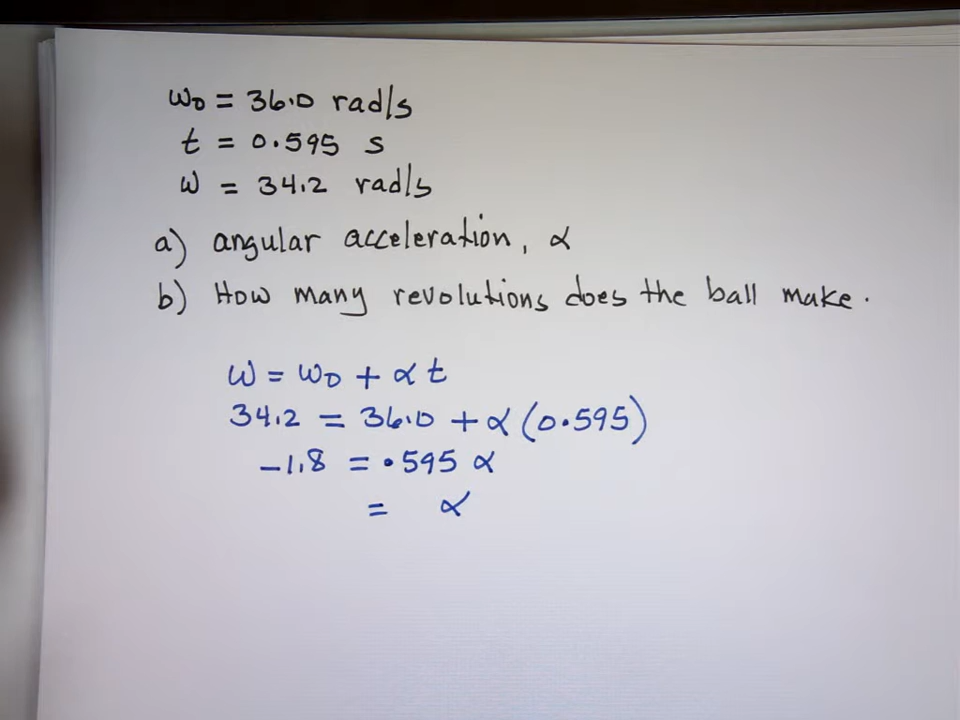 ω₀ = 36.0 rad/s
t = 0.595 s
ω = 34.2 rad/s
a) angular acceleration, α
b) How many revolutions does the ball make.
ω = ω₀ + α t
34.2 = 36.0 + α (0.595)
-1.8 = .595 α
= α